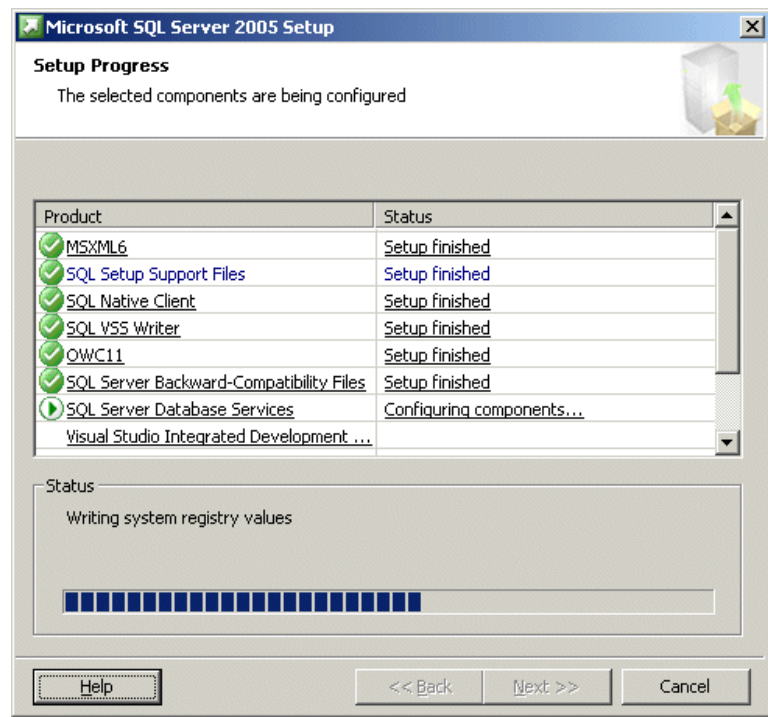 Microsoft SQL Server 2005 Setup
Setup Progress
The selected components are being configured
Product Status
MSXML6 Setup finished
SQL Setup Support Files Setup finished
SQL Native Client Setup finished
SQL VSS Writer Setup finished
OWC11 Setup finished
SQL Server Backward-Compatibility Files Setup finished
SQL Server Database Services Configuring components...
Visual Studio Integrated Development ...
Status
Writing system registry values
Help << Back Next >> Cancel